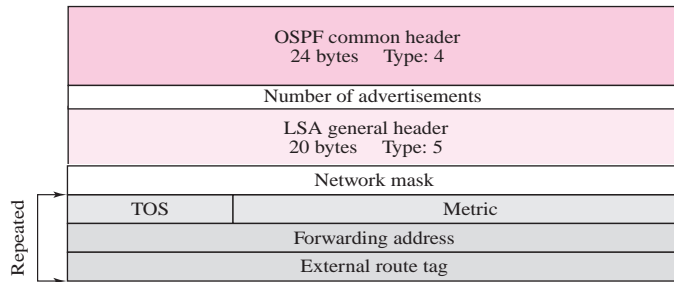 OSPF common header
24 bytes Type: 4
Number of advertisements
LSA general header
20 bytes Type: 5
Network mask
Repeated
TOS Metric
Forwarding address
External route tag